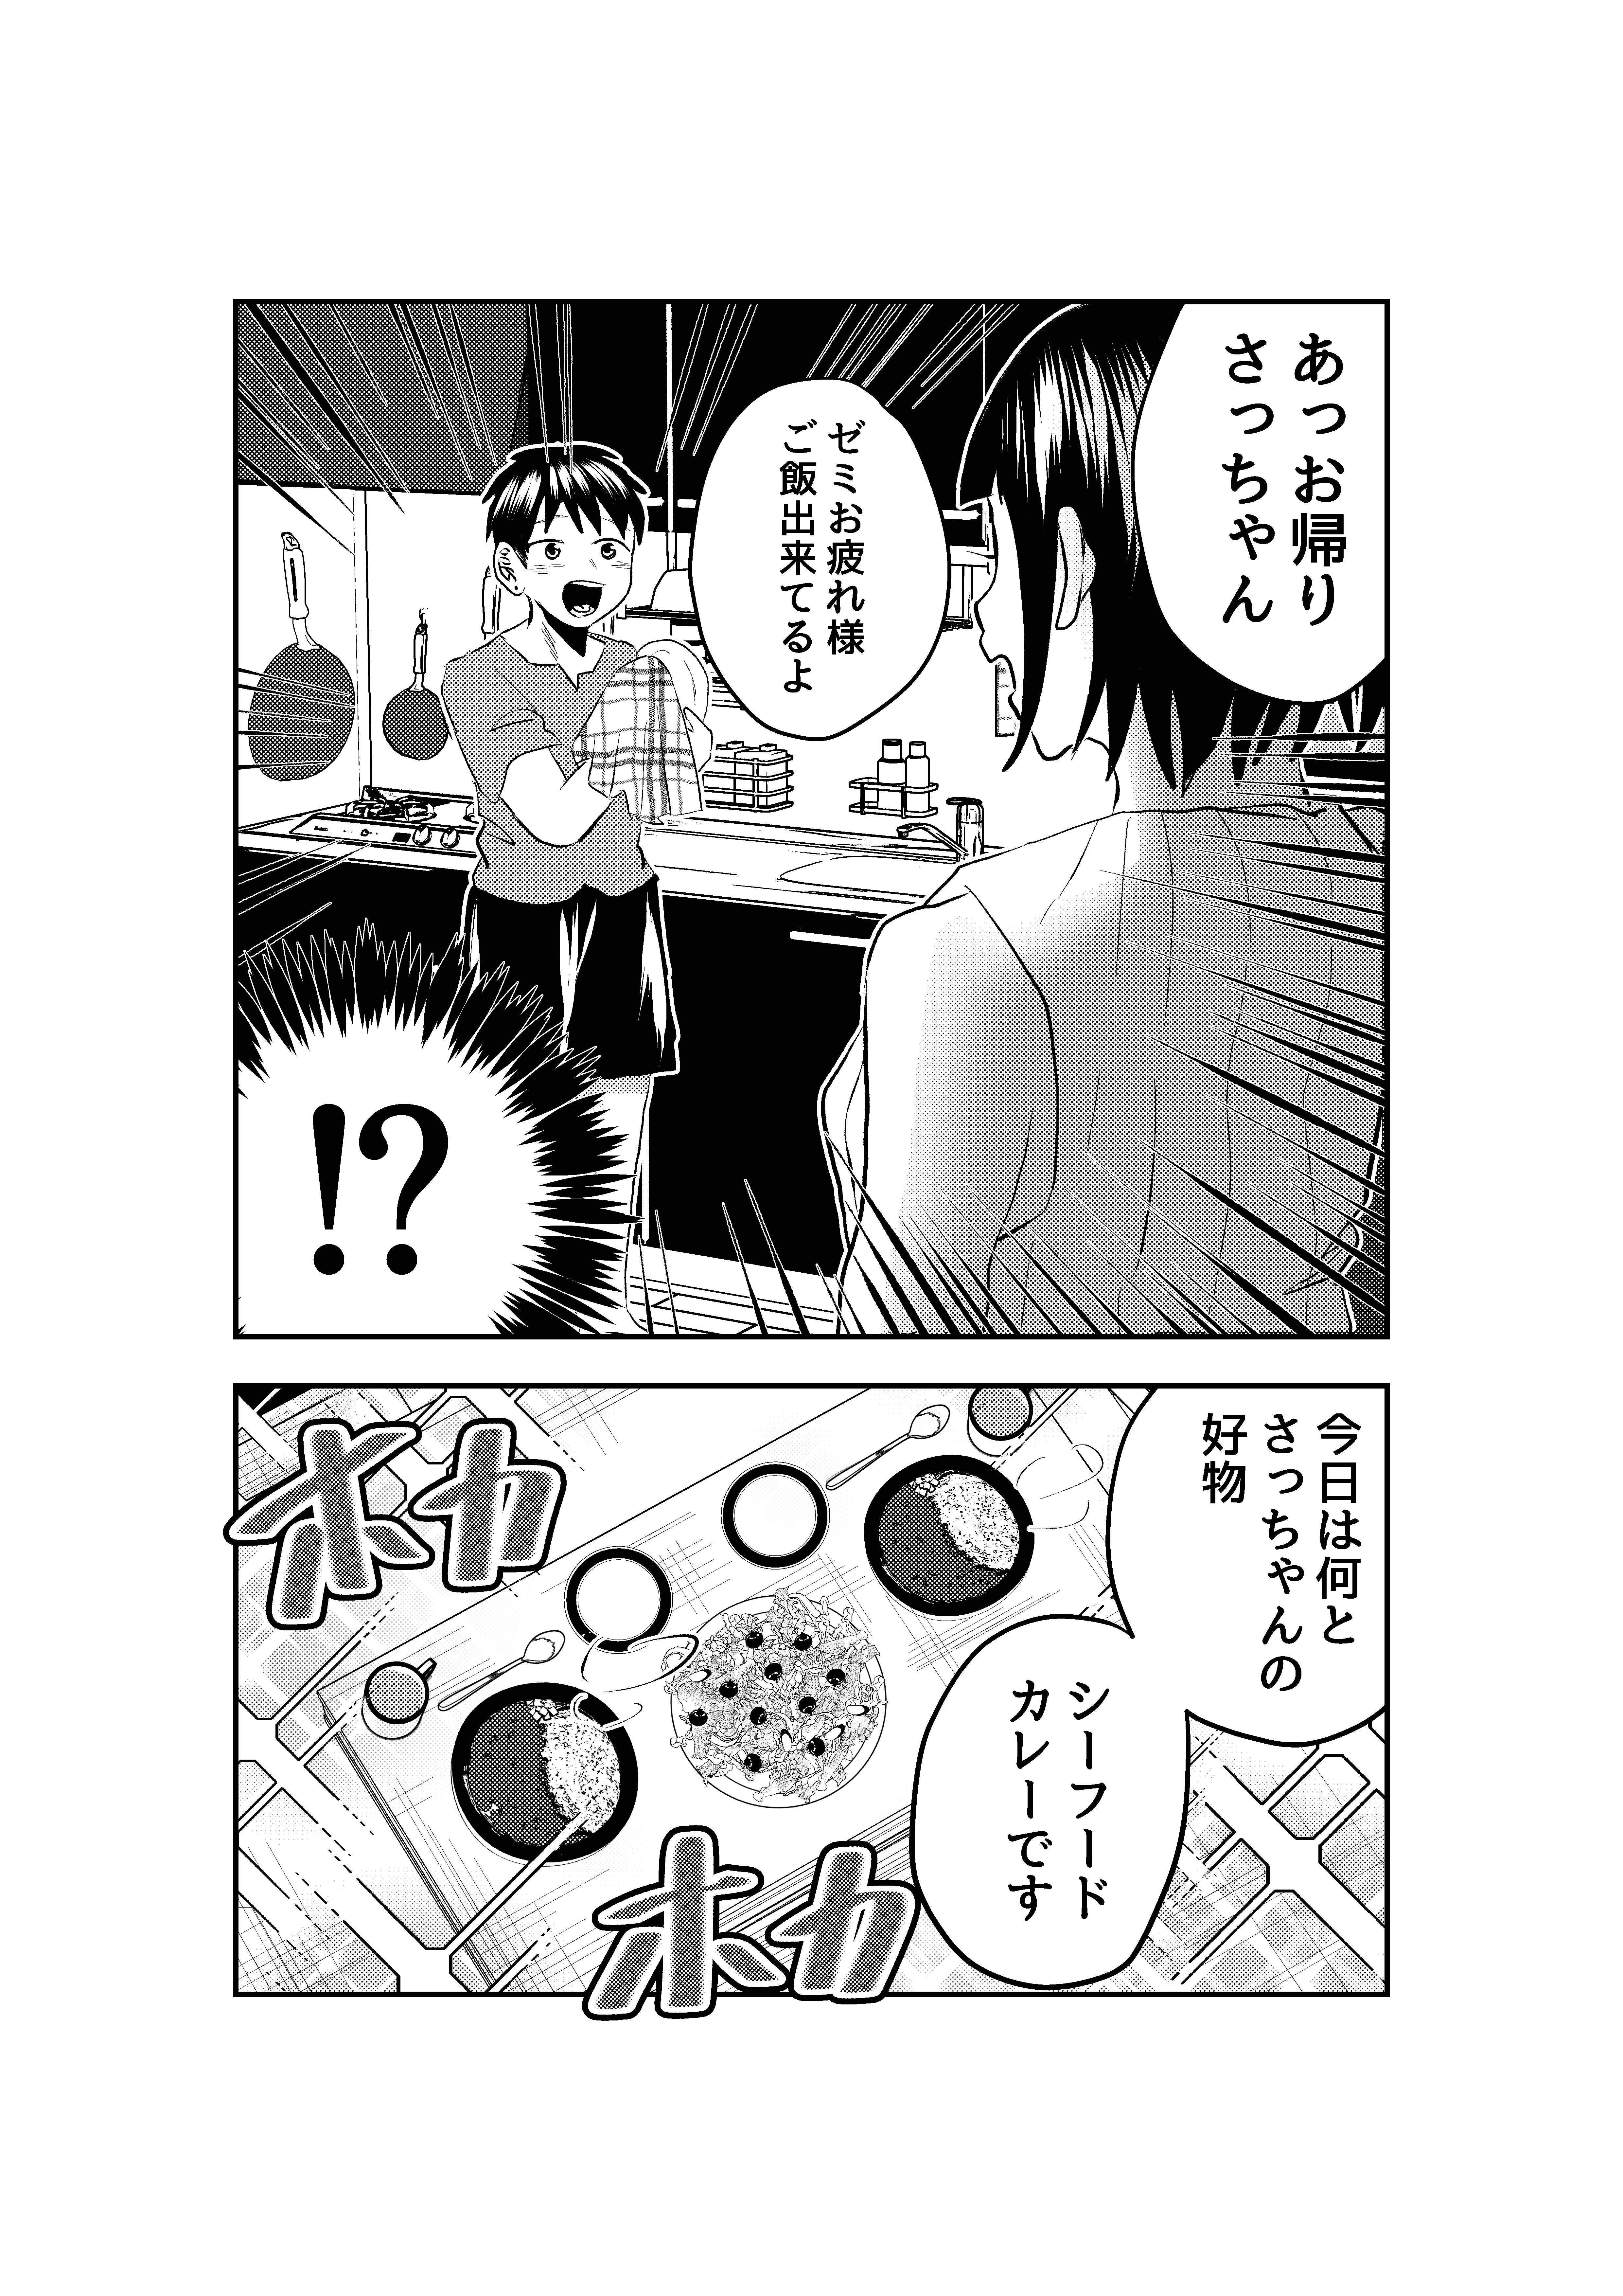 あっお帰り
さっちゃん
ゼミお疲れ様
ご飯出来てるよ
!?
今日は何と
さっちゃんの
好物
シーフード
カレーです
ホカ
ホカ